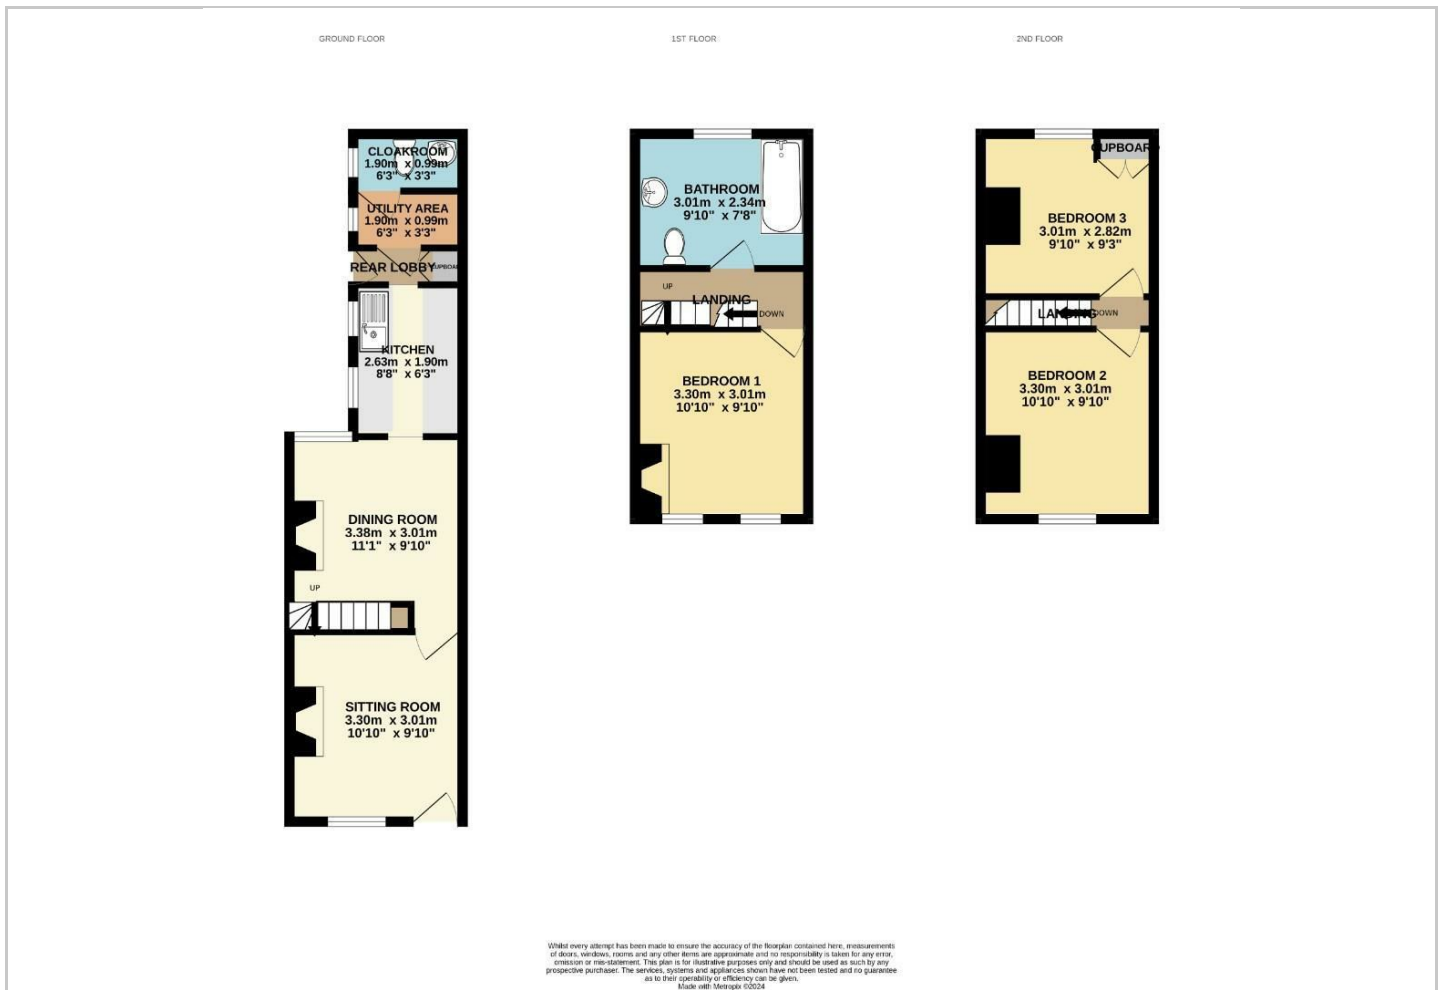 GROUND FLOOR
1ST FLOOR
2ND FLOOR
CLOAKROOM
1.90m x 0.99m
6'3" x 3'3"
UTILITY AREA
1.90m x 0.99m
6'3" x 3'3"
REAR LOBBY
CUPBOARD
KITCHEN
2.63m x 1.90m
8'8" x 6'3"
DINING ROOM
3.38m x 3.01m
11'1" x 9'10"
UP
SITTING ROOM
3.30m x 3.01m
10'10" x 9'10"
BATHROOM
3.01m x 2.34m
9'10" x 7'8"
UP
LANDING
DOWN
BEDROOM 1
3.30m x 3.01m
10'10" x 9'10"
CUPBOARD
BEDROOM 3
3.01m x 2.82m
9'10" x 9'3"
LANDING
DOWN
BEDROOM 2
3.30m x 3.01m
10'10" x 9'10"
Whilst every attempt has been made to ensure the accuracy of the floorplan contained here, measurements
of doors, windows, rooms and any other items are approximate and no responsibility is taken for any error,
omission or mis-statement. This plan is for illustrative purposes only and should be used as such by any
prospective purchaser. The services, systems and appliances shown have not been tested and no guarantee
as to their operability or efficiency can be given.
Made with Metropix ©2024